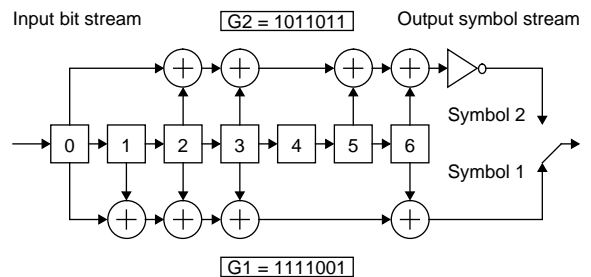 Input bit stream
G2 = 1011011
Output symbol stream
0 1 2 3 4 5 6
Symbol 2
Symbol 1
G1 = 1111001